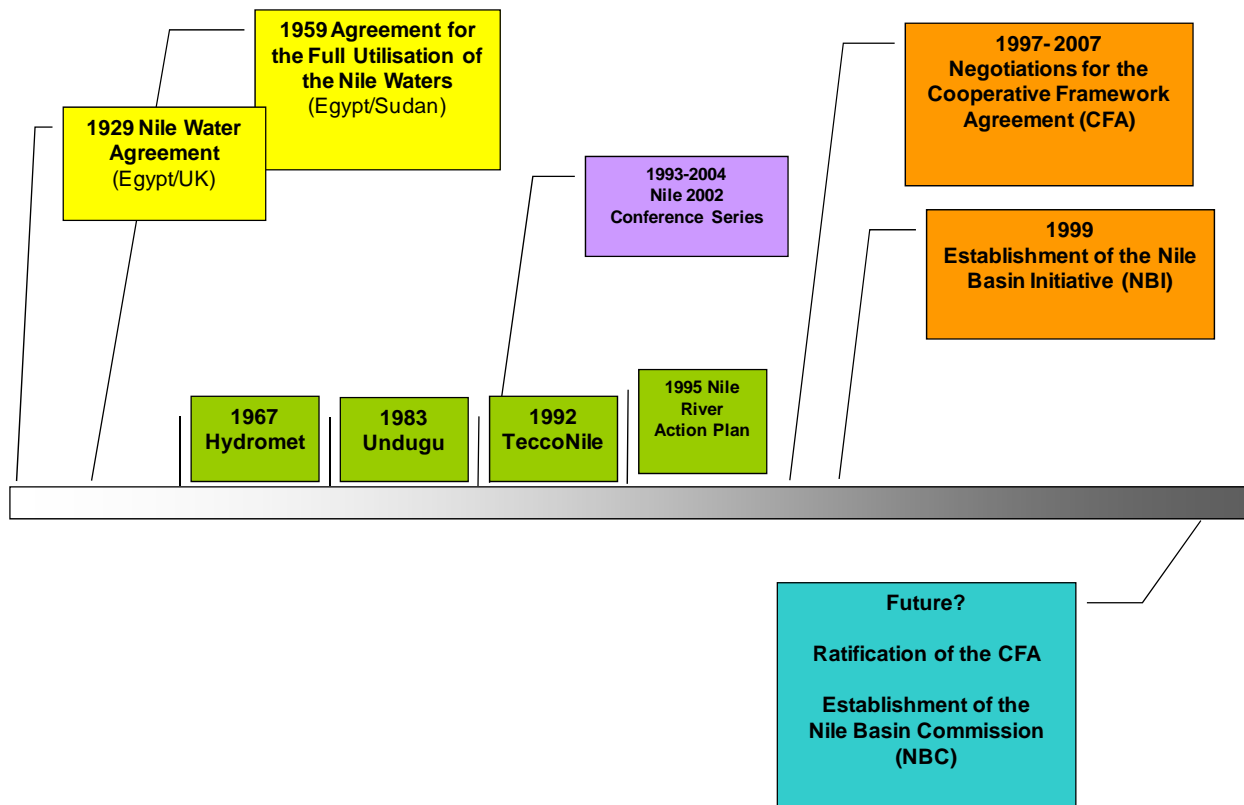 1959 Agreement for
the Full Utilisation of
the Nile Waters
(Egypt/Sudan)
1929 Nile Water
Agreement
(Egypt/UK)
1997- 2007
Negotiations for the
Cooperative Framework
Agreement (CFA)
1993-2004
Nile 2002
Conference Series
1999
Establishment of the Nile
Basin Initiative (NBI)
1967
Hydromet
1983
Undugu
1992
TeccoNile
1995 Nile
River
Action Plan
Future?
Ratification of the CFA
Establishment of the
Nile Basin Commission
(NBC)